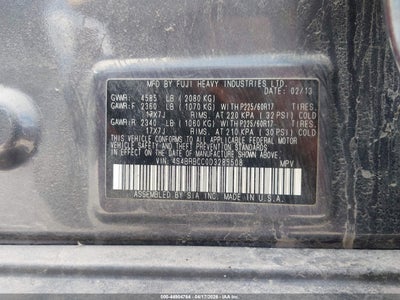 MFD BY FUJI HEAVY INDUSTRIES LTD.
DATE: 02/13
GVWR: 4585 LB (2080 KG)
GAWR:F 2360 LB (1070 KG) WITH P225/60R17 TIRES,
17X7J RIMS, AT 220 KPA (32 PSI) COLD
GAWR:R 2340 LB (1060 KG) WITH P225/60R17 TIRES,
17X7J RIMS, AT 210 KPA (30 PSI) COLD
THIS VEHICLE CONFORMS TO ALL APPLICABLE FEDERAL MOTOR
VEHICLE SAFETY AND BUMPER STANDARDS
IN EFFECT ON THE DATE OF MANUFACTURE SHOWN ABOVE.
VIN: MPV
ASSEMBLED BY SIA INC. MADE IN U.S.A.